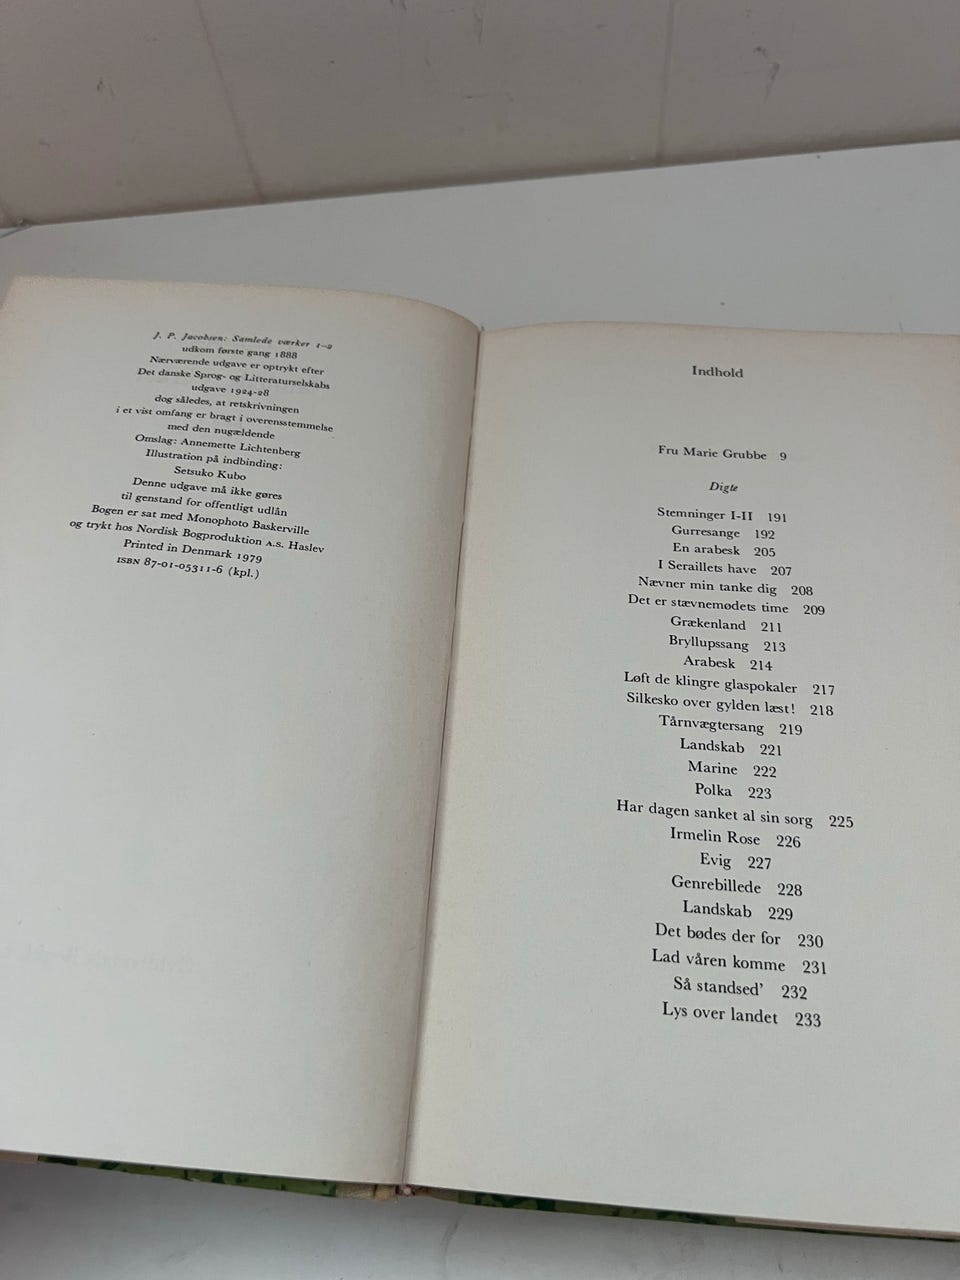 J. P. Jacobsen: Samlede værker 1-2
udkom første gang 1888
Nærværende udgave er optrykt efter
Det danske Sprog- og Litteraturselskabs
udgave 1924-28
dog således, at retskrivningen
i et vist omfang er bragt i overensstemmelse
med den nugældende
Omslag: Annemette Lichtenberg
Illustration på indbinding:
Setsuko Kubo
Denne udgave må ikke gøres
til genstand for offentligt udlån
Bogen er sat med Monophoto Baskerville
og trykt hos Nordisk Bogproduktion A.S. Haslev
Printed in Denmark 1979
ISBN 87-01-05311-6 (kpl.)
Indhold
Fru Marie Grubbe 9
Digte
Stemninger I-II 191
Gurresange 192
En arabesk 205
I Seraillets have 207
Nævner min tanke dig 208
Det er stævnemødets time 209
Grækenland 211
Bryllupssang 213
Arabesk 214
Løft de klingre glaspokaler 217
Silkesko over gylden læst! 218
Tårnvægtersang 219
Landskab 221
Marine 222
Polka 223
Har dagen sanket al sin sorg 225
Irmelin Rose 226
Evig 227
Genrebillede 228
Landskab 229
Det bødes der for 230
Lad våren komme 231
Så standsed' 232
Lys over landet 233